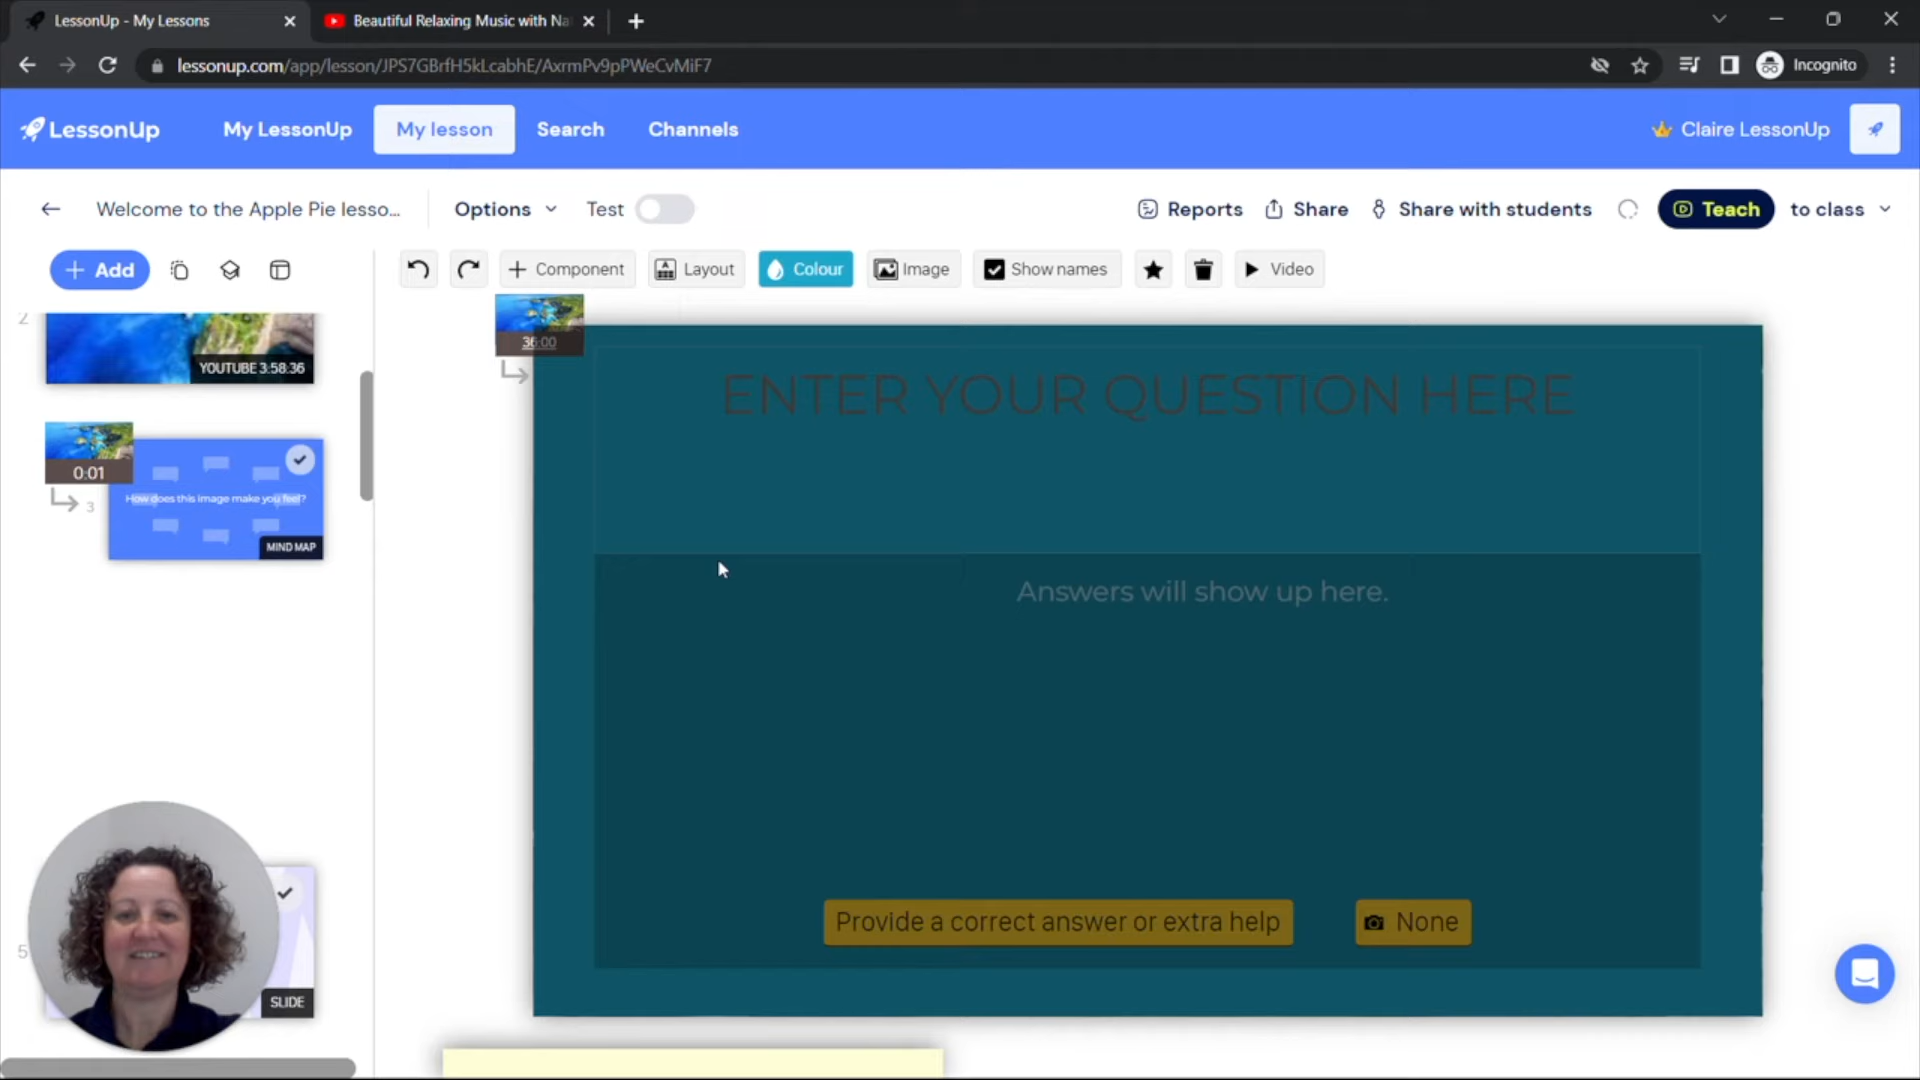 LessonUp - My Lessons
Beautiful Relaxing Music with Na
lessonup.com/app/lesson/JPS7GBrfH5kLcabhE/AxrmPv9pPWeCvMiF7
Incognito
LessonUp
My LessonUp
My lesson
Search
Channels
Claire LessonUp
Welcome to the Apple Pie lesso...
Options
Test
Reports
Share
Share with students
Teach
to class
+ Add
+ Component
Layout
Colour
Image
Show names
Video
2
YOUTUBE 3:58:36
0:01
3
How does this image make you feel?
MIND MAP
5
SLIDE
36:00
ENTER YOUR QUESTION HERE
Answers will show up here.
Provide a correct answer or extra help
None